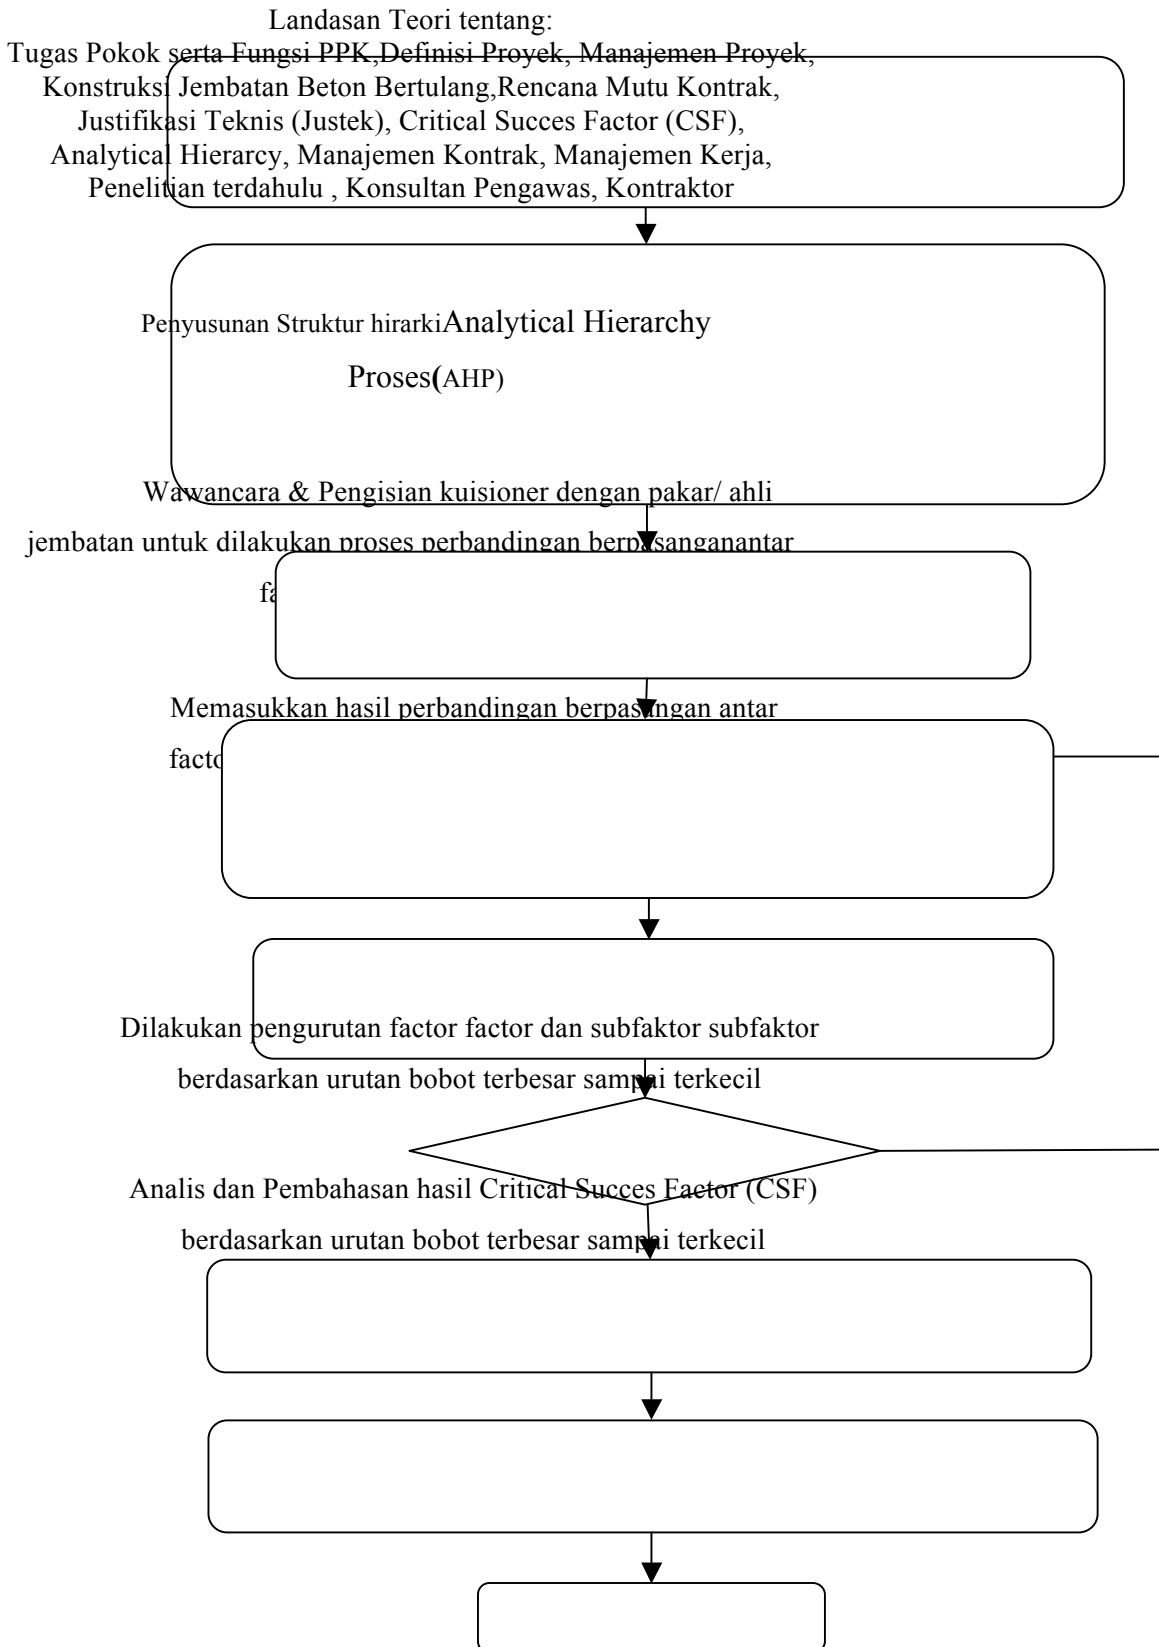 Landasan Teori tentang:
Tugas Pokok serta Fungsi PPK,Definisi Proyek, Manajemen Proyek,
Konstruksi Jembatan Beton Bertulang,Rencana Mutu Kontrak,
Justifikasi Teknis (Justek), Critical Succes Factor (CSF),
Analytical Hierarcy, Manajemen Kontrak, Manajemen Kerja,
Penelitian terdahulu , Konsultan Pengawas, Kontraktor
Penyusunan Struktur hirarkiAnalytical Hierarchy
Proses(AHP)
Wawancara & Pengisian kuisioner dengan pakar/ ahli
jembatan untuk dilakukan proses perbandingan berpasanganantar
Memasukkan hasil perbandingan berpasangan antar
Dilakukan pengurutan factor factor dan subfaktor subfaktor
berdasarkan urutan bobot terbesar sampai terkecil
Analis dan Pembahasan hasil Critical Succes Factor (CSF)
berdasarkan urutan bobot terbesar sampai terkecil